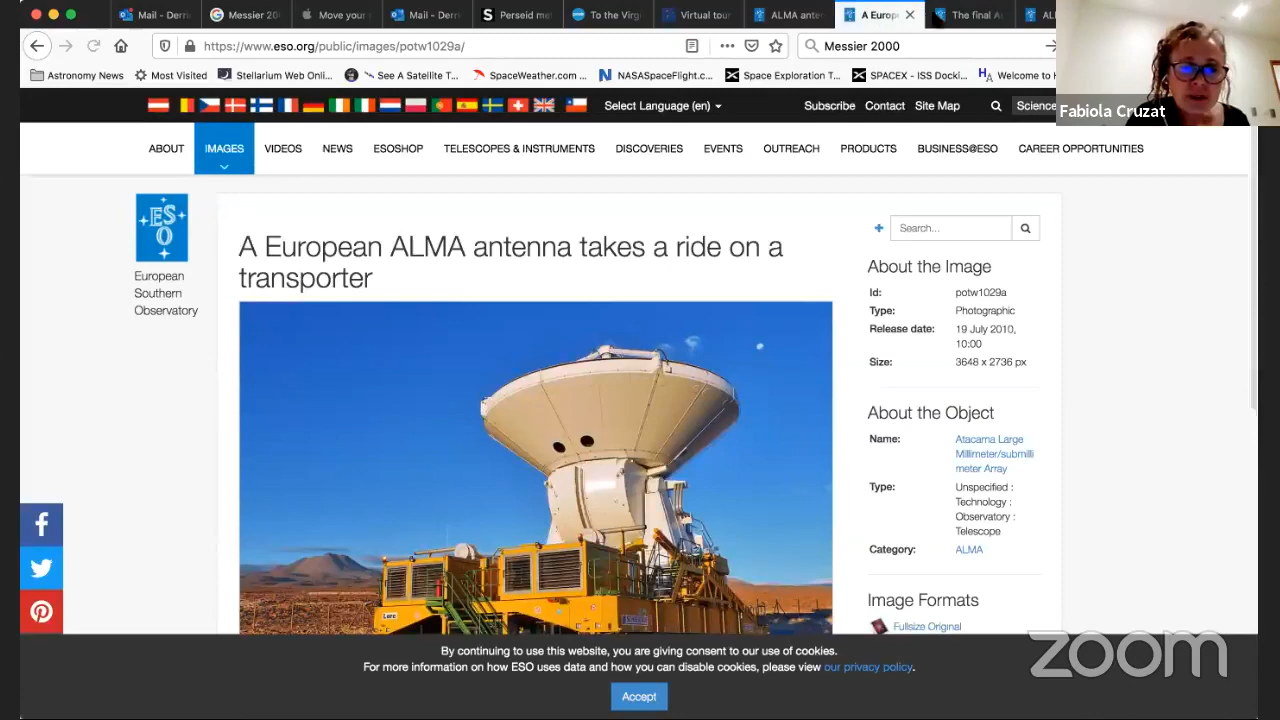 Mail - Derri
Messier 20
Move your
Mail - Derri
Perseid me
To the Virg
Virtual tour
ALMA anten
A Europ
The final A
AL
https://www.eso.org/public/images/potw1029a/
Messier 2000
Astronomy News
Most Visited
Stellarium Web Onli...
See A Satellite T...
SpaceWeather.com ...
NASASpaceFlight.c...
Space Exploration T...
SPACEX - ISS Docki...
Welcome to H
Fabiola Cruzat
Select Language (en)
Subscribe
Contact
Site Map
Science
ABOUT
IMAGES
VIDEOS
NEWS
ESOSHOP
TELESCOPES & INSTRUMENTS
DISCOVERIES
EVENTS
OUTREACH
PRODUCTS
BUSINESS@ESO
CAREER OPPORTUNITIES
ES
O
European
Southern
Observatory
A European ALMA antenna takes a ride on a
transporter
Search...
About the Image
Id: potw1029a
Type: Photographic
Release date: 19 July 2010,
10:00
Size: 3648 x 2736 px
About the Object
Name: Atacama Large
Millimeter/submilli
meter Array
Type: Unspecified :
Technology :
Observatory :
Telescope
Category: ALMA
Image Formats
Fullsize Original
By continuing to use this website, you are giving consent to our use of cookies.
For more information on how ESO uses data and how you can disable cookies, please view our privacy policy.
Accept
zoom